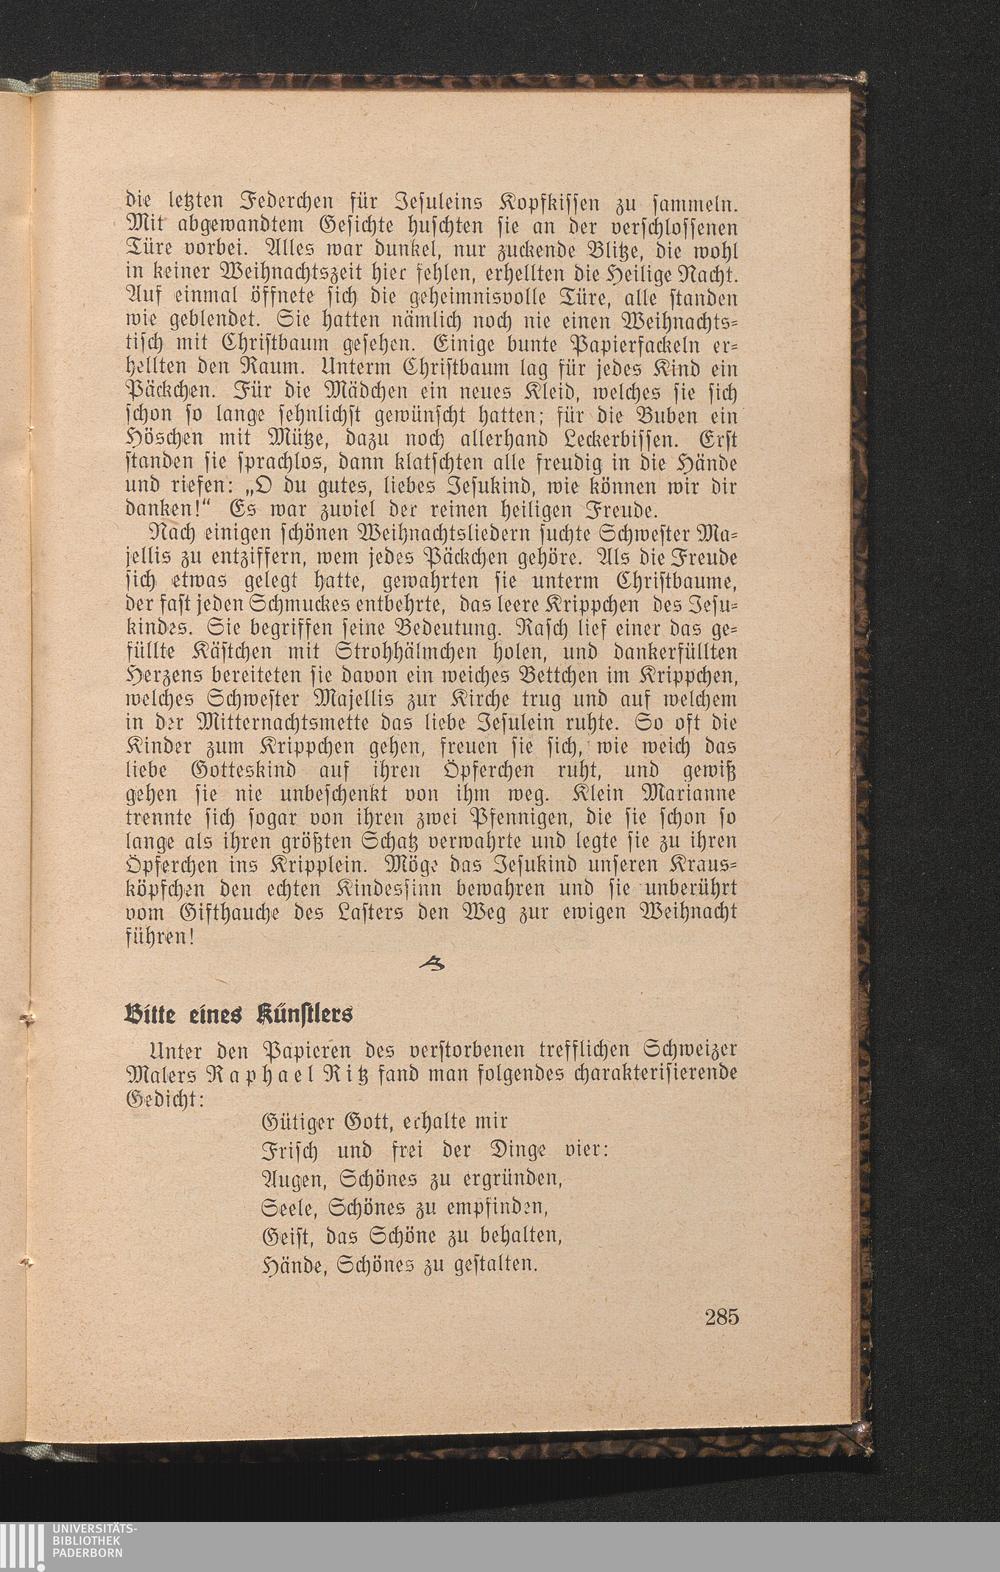 die letzten Federchen für Jesuleins Kopfkissen zu sammeln.
Mit abgewandtem Gesichte huschten sie an der verschlossenen
Türe vorbei. Alles war dunkel, nur zuckende Blitze, die wohl
in keiner Weihnachtszeit hier fehlen, erhellten die Heilige Nacht.
Auf einmal öffnete sich die geheimnisvolle Türe, alle standen
wie geblendet. Sie hatten nämlich noch nie einen Weihnachts-
tisch mit Christbaum gesehen. Einige bunte Papierfackeln er-
hellten den Raum. Unterm Christbaum lag für jedes Kind ein
Päckchen. Für die Mädchen ein neues Kleid, welches sie sich
schon so lange sehnlichst gewünscht hatten; für die Buben ein
Höschen mit Mütze, dazu noch allerhand Leckerbissen. Erst
standen sie sprachlos, dann klatschten alle freudig in die Hände
und riefen: „O du gutes, liebes Jesukind, wie können wir dir
danken!“ Es war zuviel der reinen heiligen Freude.
Nach einigen schönen Weihnachtsliedern suchte Schwester Ma-
jellis zu entziffern, wem jedes Päckchen gehöre. Als die Freude
sich etwas gelegt hatte, gewahrten sie unterm Christbaume,
der fast jeden Schmuckes entbehrte, das leere Krippchen des Jesu-
kindes. Sie begriffen seine Bedeutung. Rasch lief einer das ge-
füllte Kästchen mit Strohhälmchen holen, und dankerfüllten
Herzens bereiteten sie davon ein weiches Bettchen im Krippchen,
welches Schwester Majellis zur Kirche trug und auf welchem
in der Mitternachtsmette das liebe Jesulein ruhte. So oft die
Kinder zum Krippchen gehen, freuen sie sich, wie weich das
liebe Gotteskind auf ihren Öpferchen ruht, und gewiß
gehen sie nie unbeschenkt von ihm weg. Klein Marianne
trennte sich sogar von ihren zwei Pfennigen, die sie schon so
lange als ihren größten Schatz verwahrte und legte sie zu ihren
Öpferchen ins Kripplein. Möge das Jesukind unseren Kraus-
köpfchen den echten Kindessinn bewahren und sie unberührt
vom Gifthauche des Lasters den Weg zur ewigen Weihnacht
führen!
Bitte eines Künstlers
Unter den Papieren des verstorbenen trefflichen Schweizer
Malers Raphael Ritz fand man folgendes charakterisierende
Gedicht:
Gütiger Gott, erhalte mir
Frisch und frei der Dinge vier:
Augen, Schönes zu ergründen,
Seele, Schönes zu empfinden,
Geist, das Schöne zu behalten,
Hände, Schönes zu gestalten.
285
UNIVERSITÄTS-
BIBLIOTHEK
PADERBORN